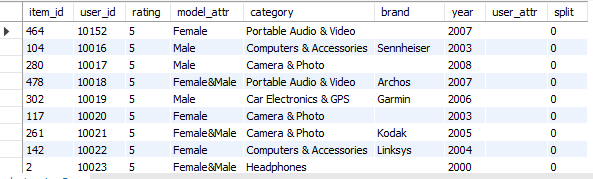 item_id user_id rating model_attr category brand year user_attr split
464 10152 5 Female Portable Audio & Video 2007 0
104 10016 5 Male Computers & Accessories Sennheiser 2003 0
280 10017 5 Male Camera & Photo 2008 0
478 10018 5 Female&Male Portable Audio & Video Archos 2007 0
302 10019 5 Male Car Electronics & GPS Garmin 2006 0
117 10020 5 Female Camera & Photo 2003 0
261 10021 5 Female&Male Camera & Photo Kodak 2005 0
142 10022 5 Female Computers & Accessories Linksys 2004 0
2 10023 5 Female&Male Headphones 2000 0